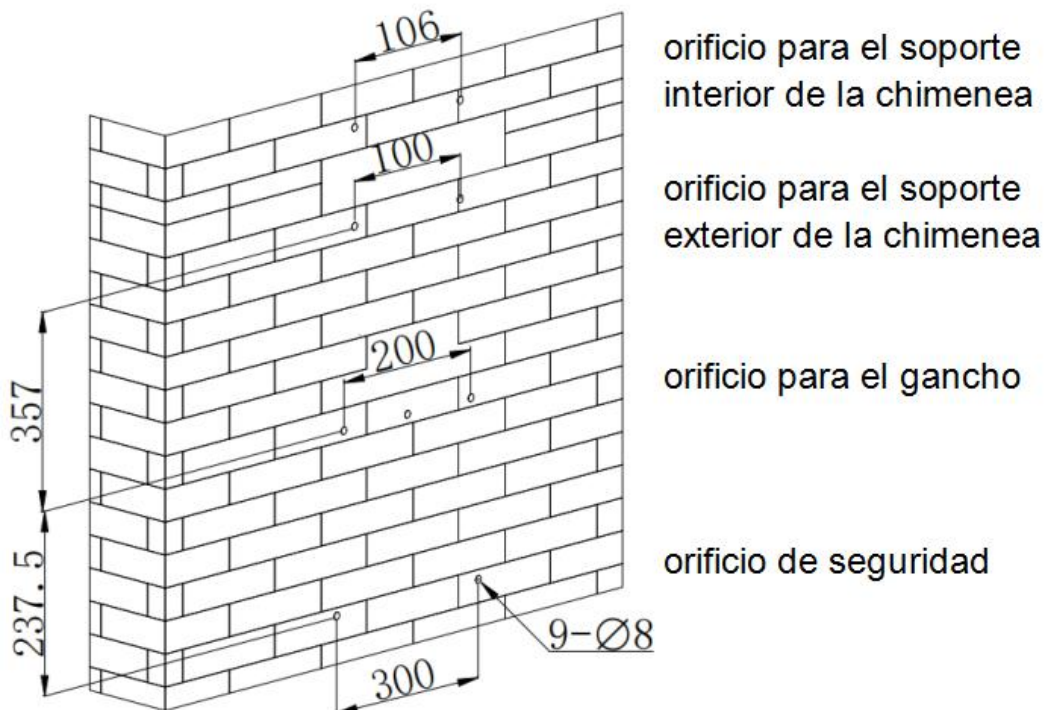 106
orificio para el soporte
interior de la chimenea
100
orificio para el soporte
exterior de la chimenea
200
orificio para el gancho
357
237.5
orificio de seguridad
9-Ø8
300